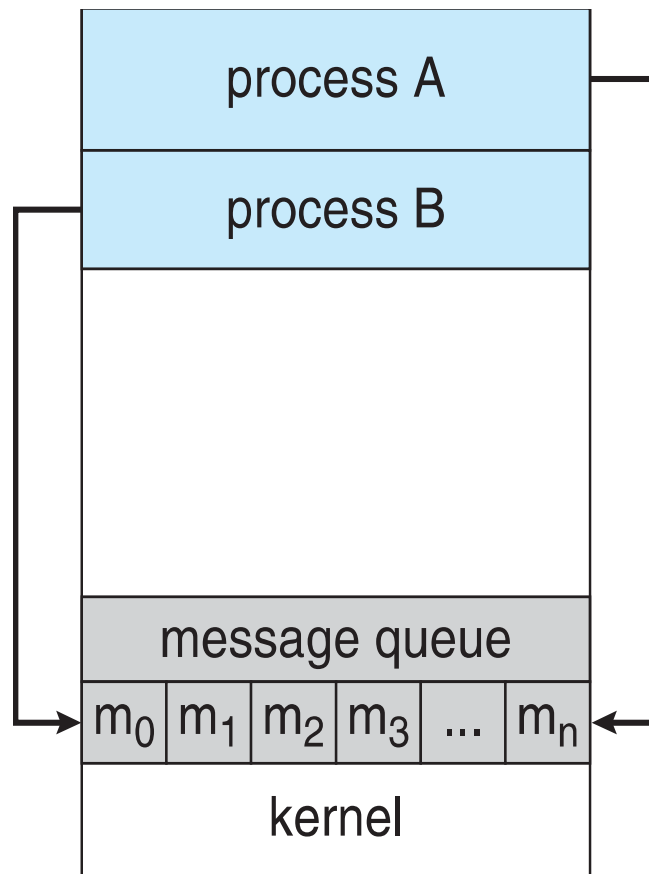 process A
process B
message queue
m₀ m₁ m₂ m₃ ... mₙ
kernel